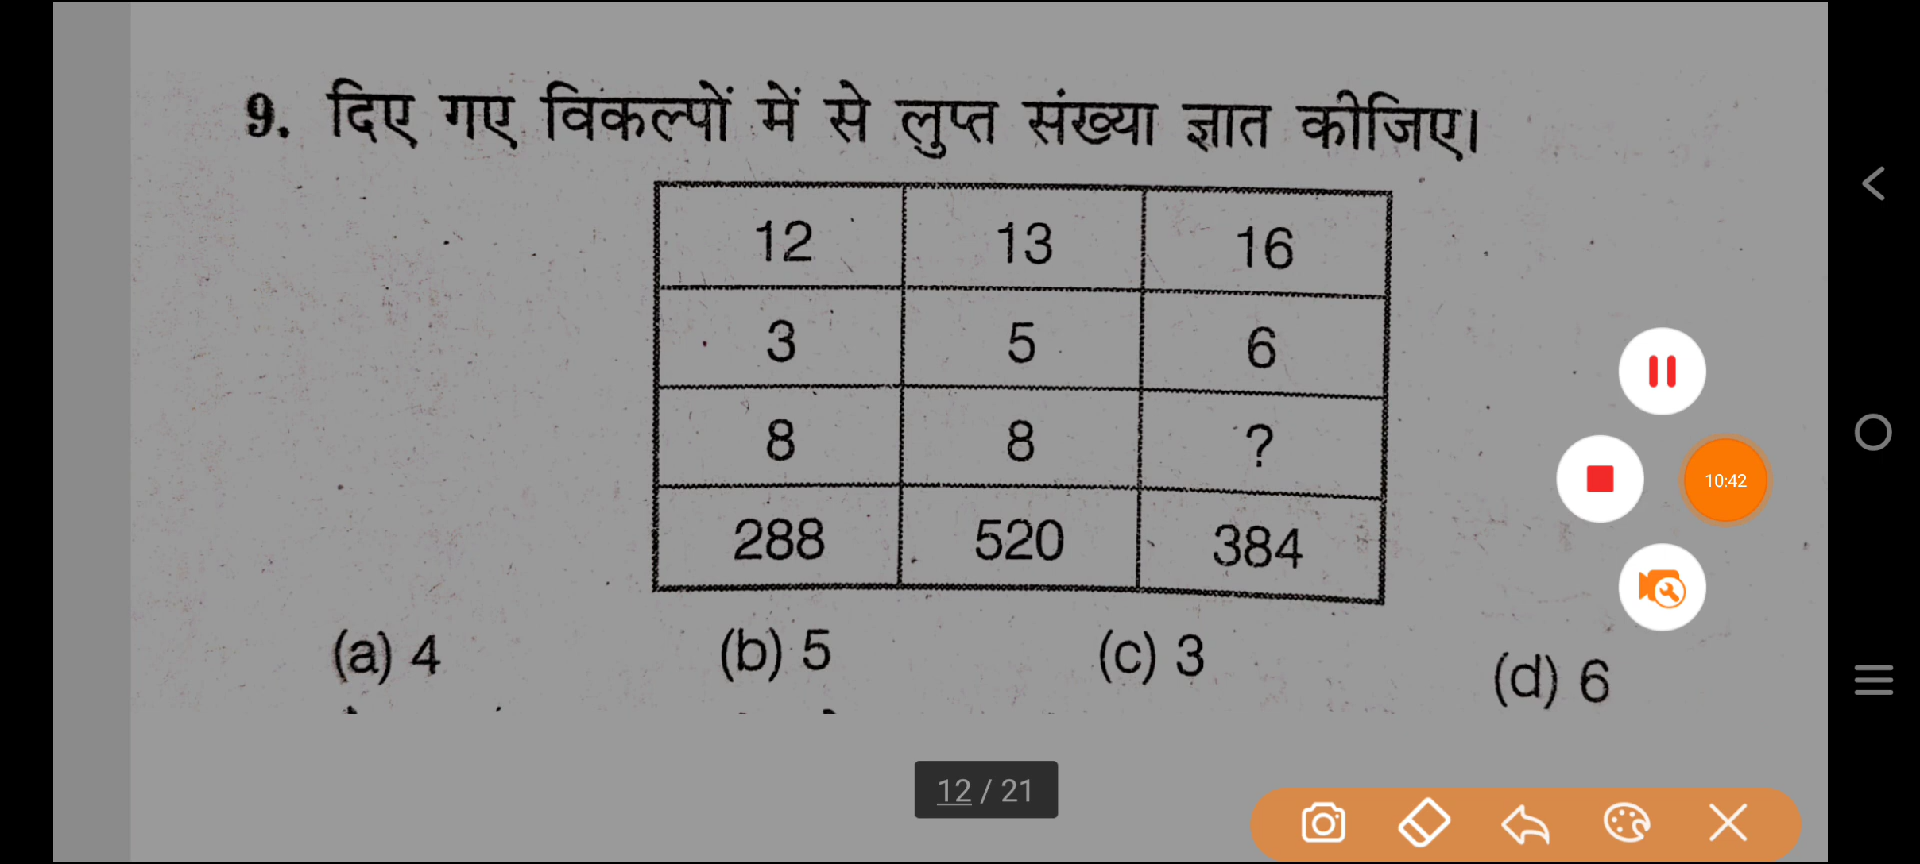 9. दिए गए विकल्पों में से लुप्त संख्या ज्ञात कीजिए।
12 13 16
3 5 6
8 8 ?
288 520 384
(a) 4 (b) 5 (c) 3 (d) 6
10:42
12 / 21